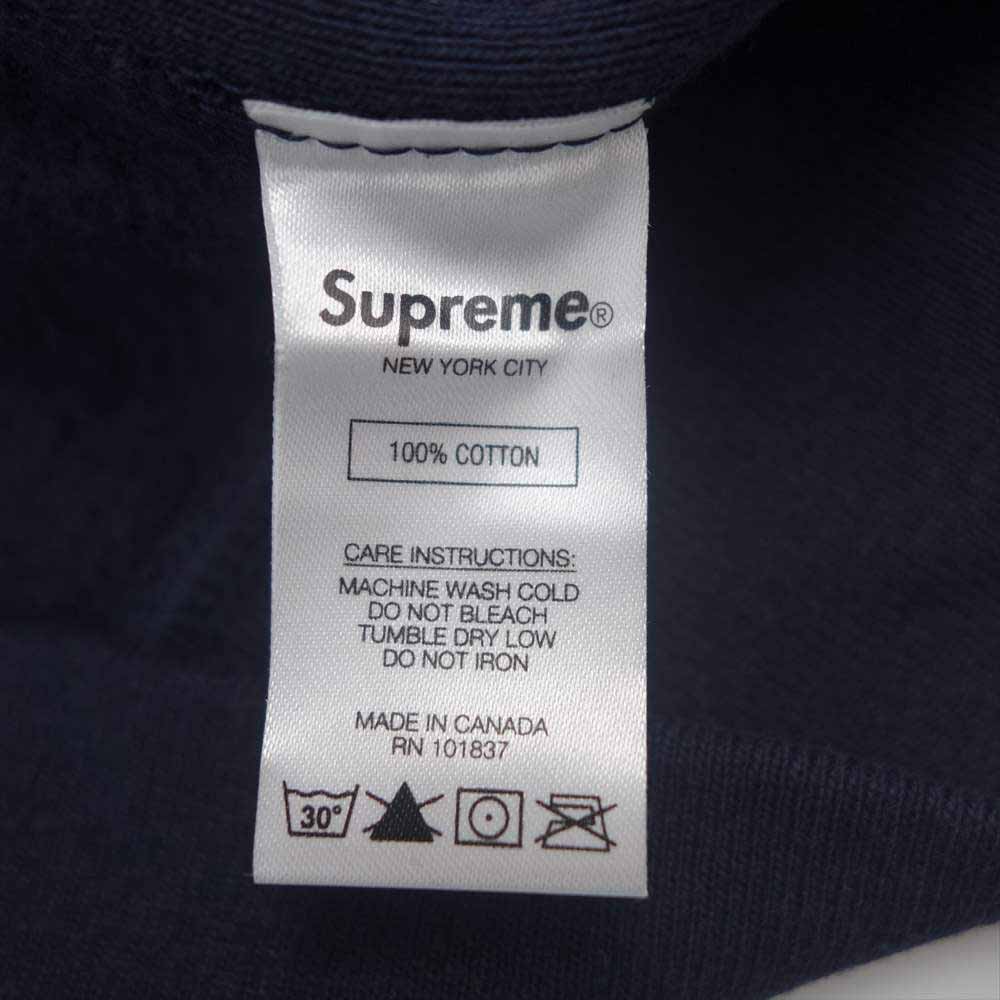 Supreme®
NEW YORK CITY
100% COTTON
CARE INSTRUCTIONS:
MACHINE WASH COLD
DO NOT BLEACH
TUMBLE DRY LOW
DO NOT IRON
MADE IN CANADA
RN 101837
30°